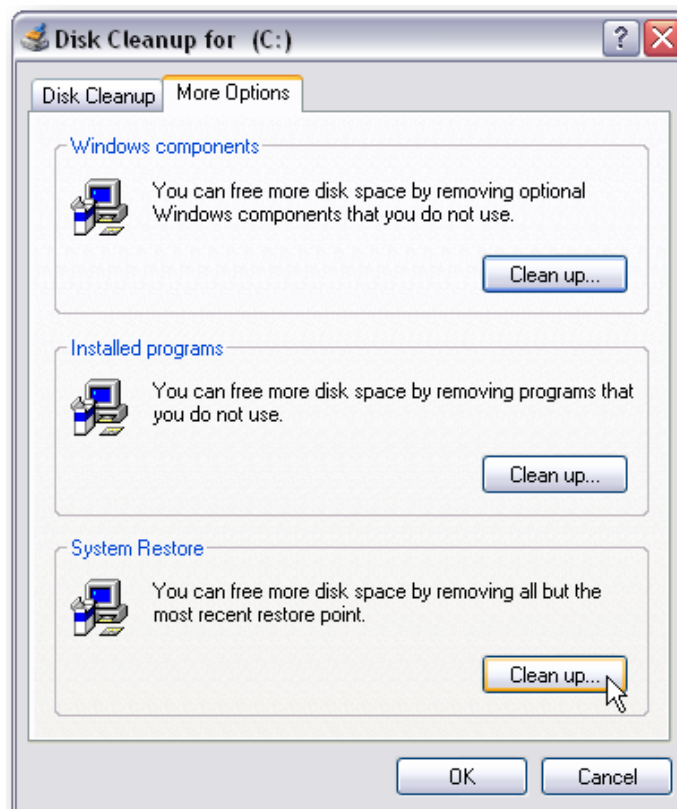 Disk Cleanup for (C:)
Disk Cleanup
More Options
Windows components
You can free more disk space by removing optional
Windows components that you do not use.
Clean up...
Installed programs
You can free more disk space by removing programs that
you do not use.
Clean up...
System Restore
You can free more disk space by removing all but the
most recent restore point.
Clean up...
OK
Cancel